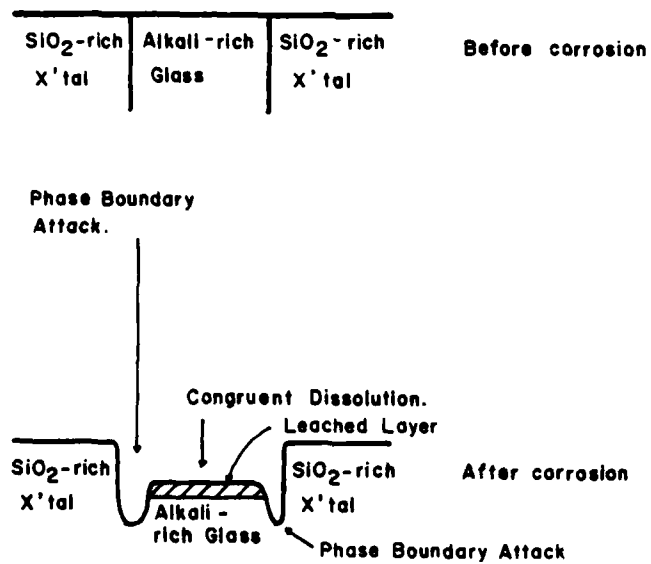 SiO2-rich X'tal
Alkali-rich Glass
SiO2-rich X'tal
Before corrosion
Phase Boundary
Attack.
Congruent Dissolution.
Leached Layer
SiO2-rich X'tal
Alkali-
rich Glass
SiO2-rich X'tal
After corrosion
Phase Boundary Attack